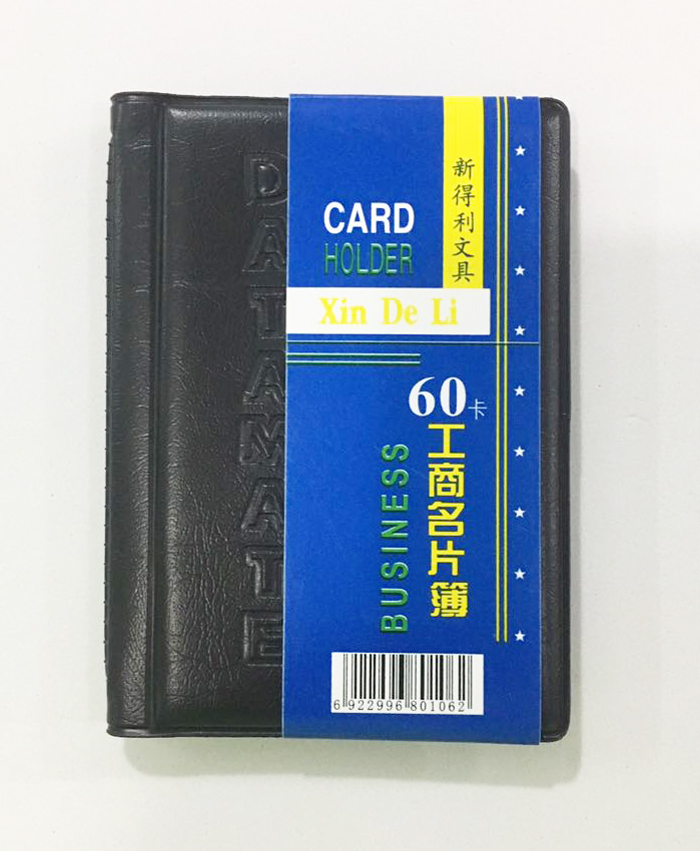 DATAMATE
CARD
HOLDER
新得利文具
Xin De Li
60卡
工商名片簿
BUSINESS
6 922996 801062